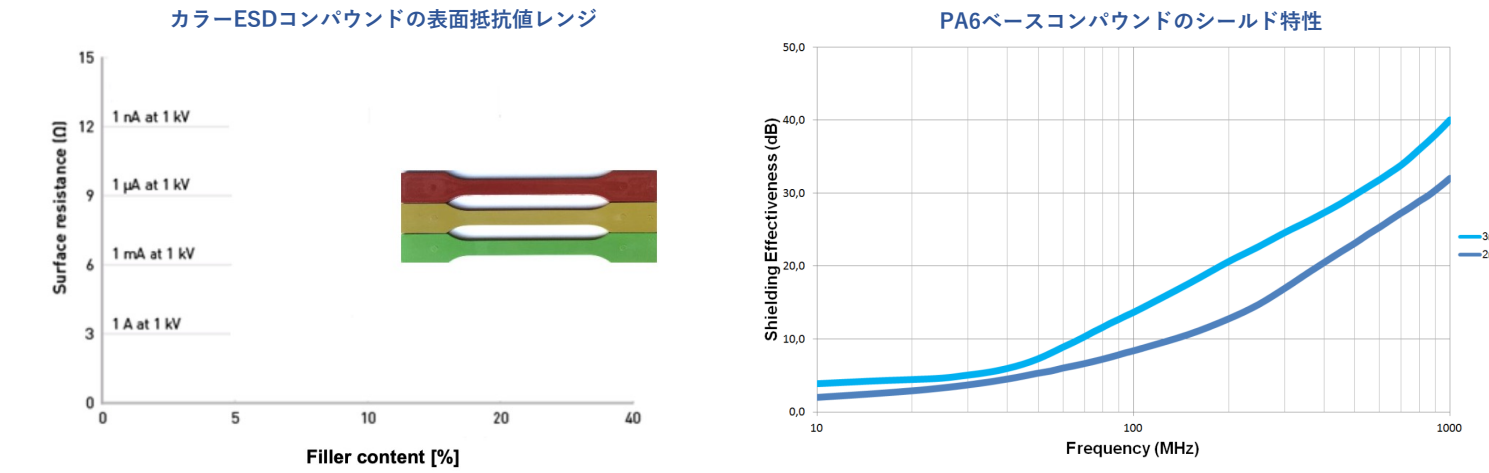 カラーESDコンパウンドの表面抵抗値レンジ
Surface resistance (Ω)
15
1 nA at 1 kV
12
1 µA at 1 kV
9
1 mA at 1 kV
6
1 A at 1 kV
3
0
0 5 10 20 40
Filler content [%]
PA6ベースコンパウンドのシールド特性
Shielding Effectiveness (dB)
50,0
40,0
30,0
20,0
10,0
0,0
10 100 1000
Frequency (MHz)
3
2